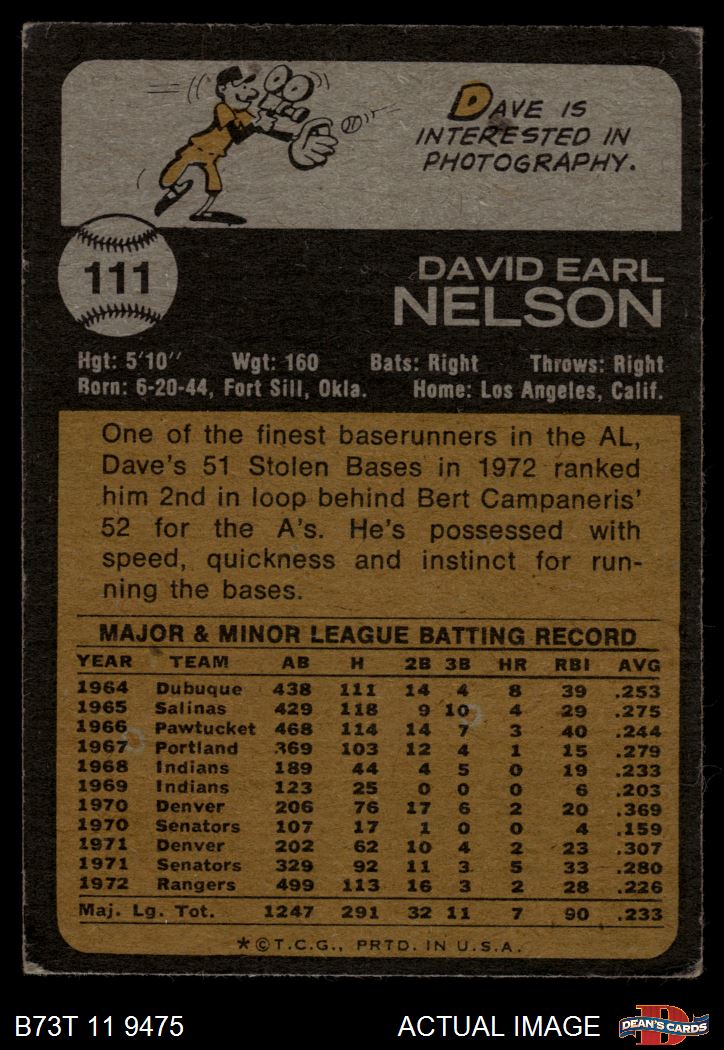 DAVE IS
INTERESTED IN
PHOTOGRAPHY.
111
DAVID EARL
NELSON
Hgt: 5'10" Wgt: 160 Bats: Right Throws: Right
Born: 6-20-44, Fort Sill, Okla. Home: Los Angeles, Calif.
One of the finest baserunners in the AL,
Dave's 51 Stolen Bases in 1972 ranked
him 2nd in loop behind Bert Campaneris'
52 for the A's. He's possessed with
speed, quickness and instinct for run-
ning the bases.
MAJOR & MINOR LEAGUE BATTING RECORD
YEAR TEAM AB H 2B 3B HR RBI AVG
1964 Dubuque 438 111 14 4 8 39 .253
1965 Salinas 429 118 9 10 4 29 .275
1966 Pawtucket 468 114 14 7 3 40 .244
1967 Portland 369 103 12 4 1 15 .279
1968 Indians 189 44 4 5 0 19 .233
1969 Indians 123 25 0 0 0 6 .203
1970 Denver 206 76 17 6 2 20 .369
1970 Senators 107 17 1 0 0 4 .159
1971 Denver 202 62 10 4 2 23 .307
1971 Senators 329 92 11 3 5 33 .280
1972 Rangers 499 113 16 3 2 28 .226
Maj. Lg. Tot. 1247 291 32 11 7 90 .233
*©T.C.G., PRTD. IN U.S.A.
B73T 11 9475 ACTUAL IMAGE
D
DEAN'S CARDS